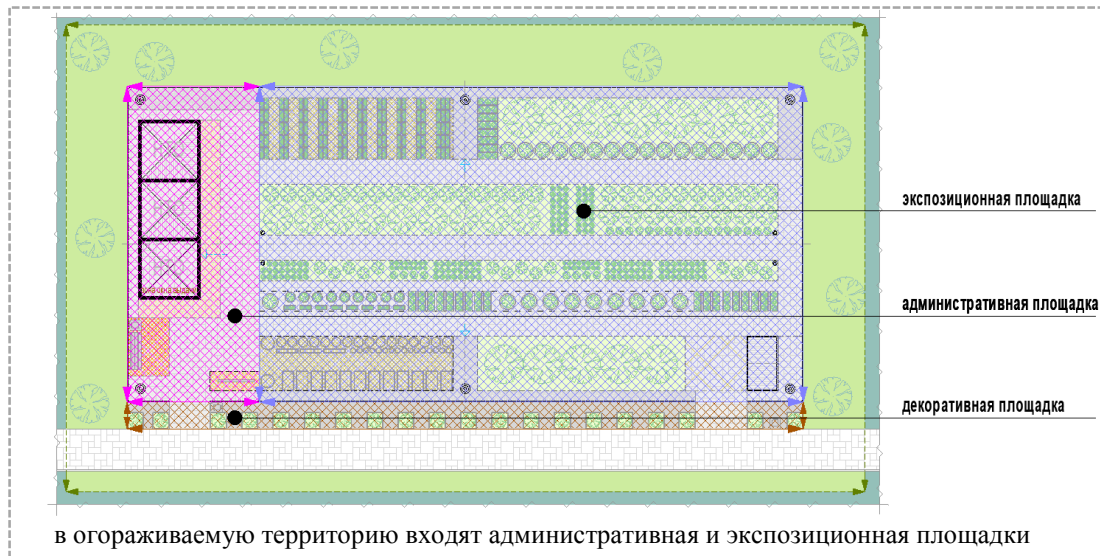 экспозиционная площадка
административная площадка
декоративная площадка
в огораживаемую территорию входят административная и экспозиционная площадки